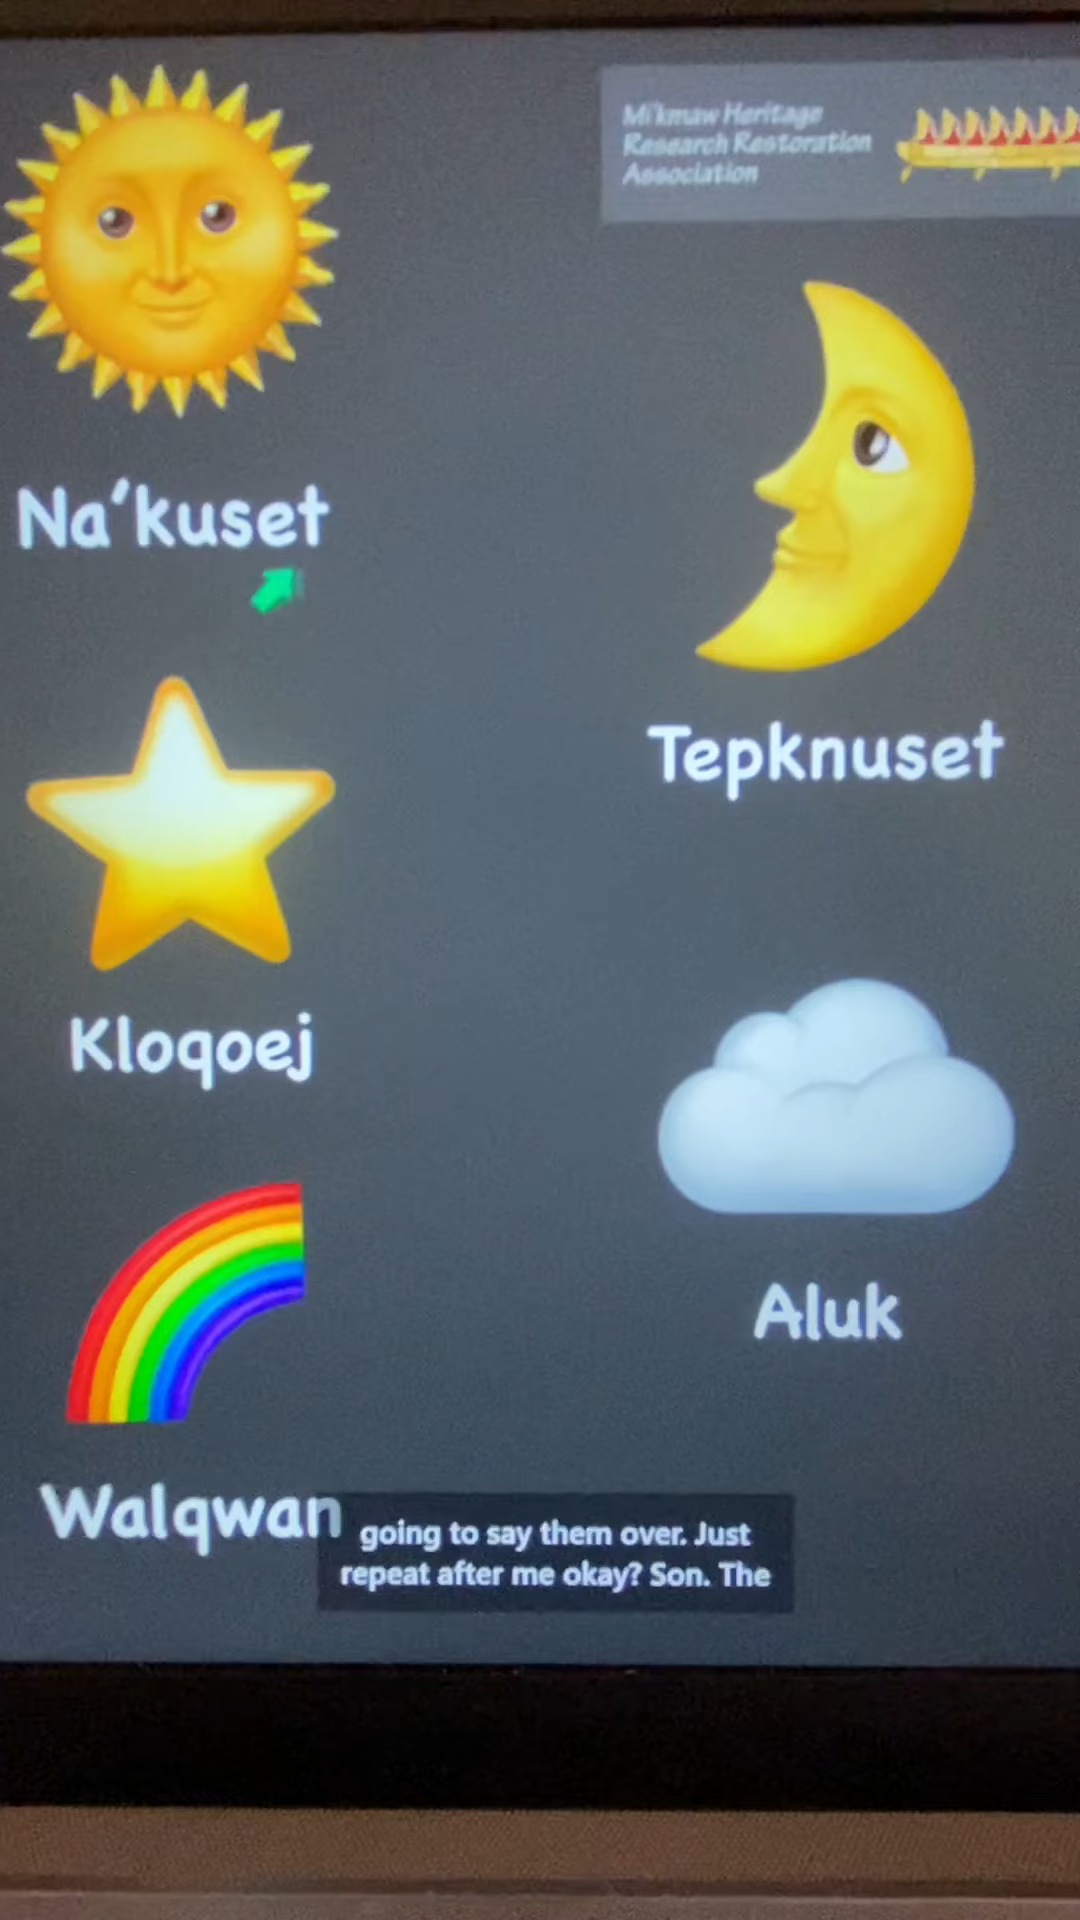 Mi'kmaw Heritage
Research Restoration
Association
Na'kuset
Tepknuset
Kloqoej
Aluk
Walqwan
going to say them over. Just
repeat after me okay? Son. The